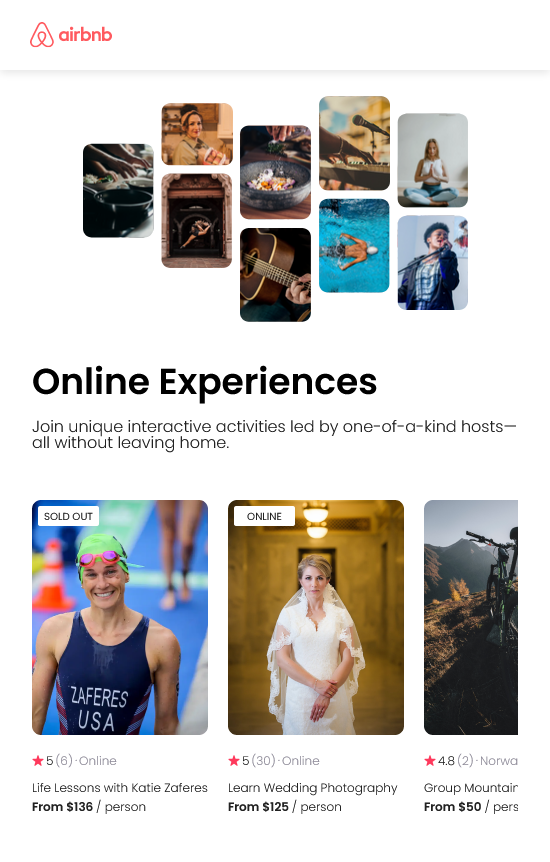 airbnb
Online Experiences
Join unique interactive activities led by one-of-a-kind hosts—
all without leaving home.
SOLD OUT
ZAFERES
USA
5 (6) · Online
Life Lessons with Katie Zaferes
From $136 / person
ONLINE
5 (30) · Online
Learn Wedding Photography
From $125 / person
4.8 (2) · Norwa
Group Mountain
From $50 / pers